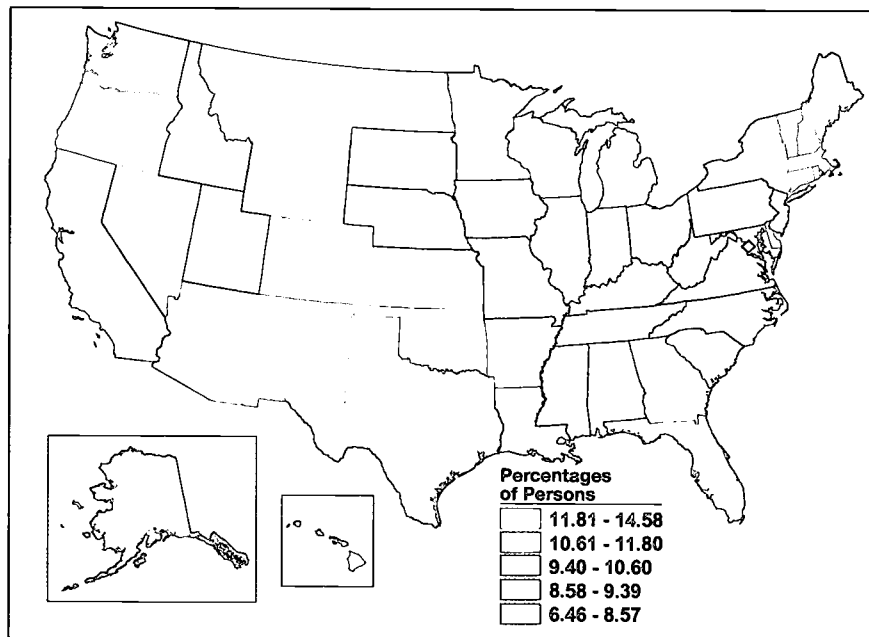 Percentages
of Persons
11.81 - 14.58
10.61 - 11.80
9.40 - 10.60
8.58 - 9.39
6.46 - 8.57